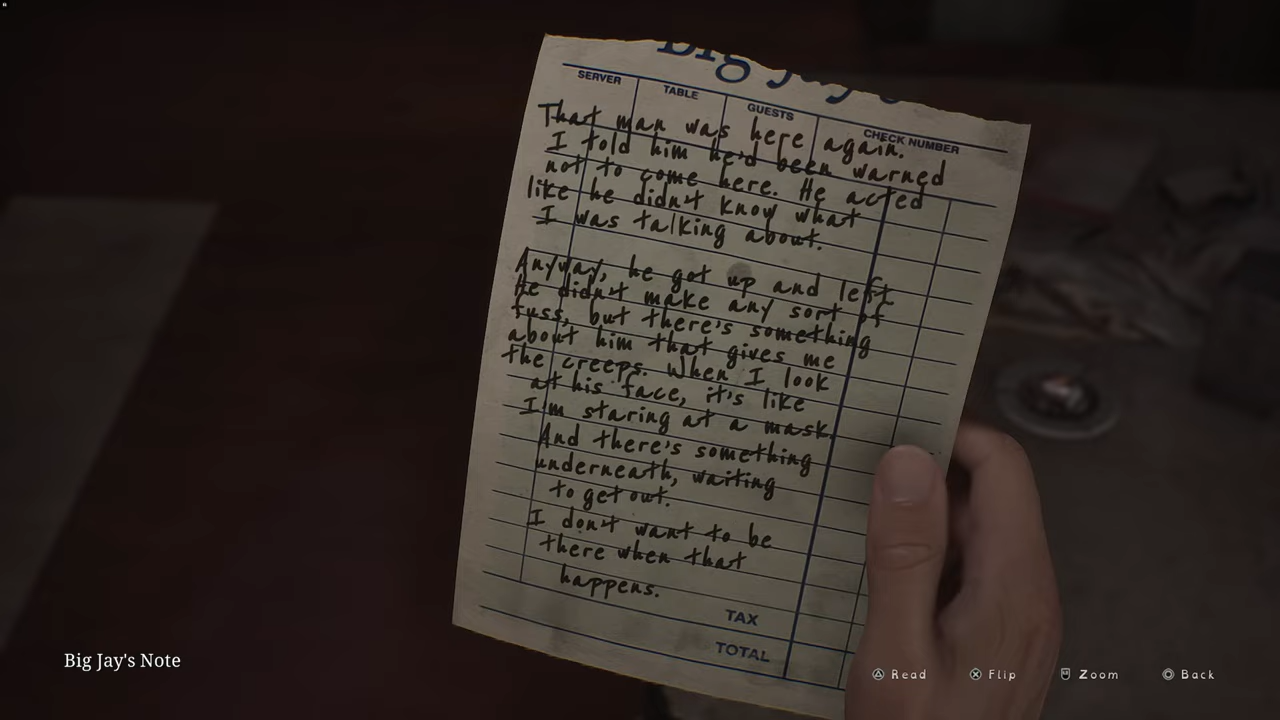 Big Jay's
SERVER TABLE GUESTS CHECK NUMBER
That man was here again.
I told him he'd been warned
not to come here. He acted
like he didn't know what
I was talking about.
Anyway, he got up and left.
He didn't make any sort of
fuss, but there's something
about him that gives me
the creeps. When I look
at his face, it's like
I'm staring at a mask.
And there's something
underneath, waiting
to get out.
I don't want to be
there when that
happens.
TAX
TOTAL
Big Jay's Note
Read Flip Zoom Back